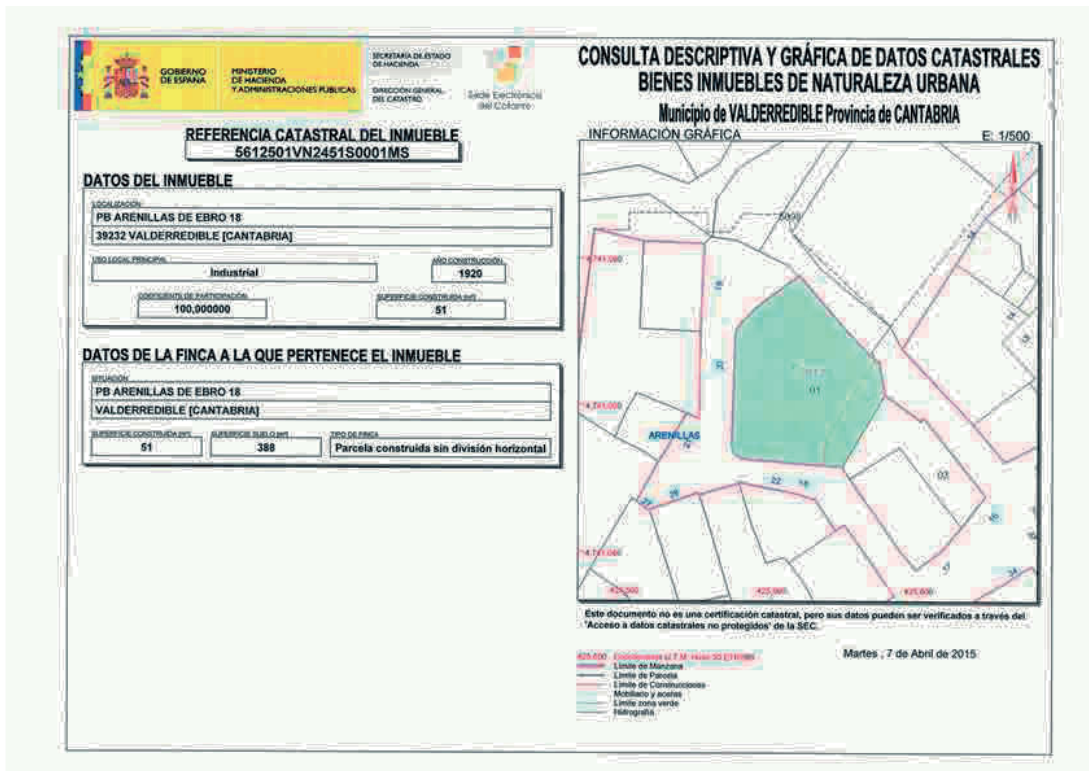 GOBIERNO
DE ESPAÑA
MINISTERIO
DE HACIENDA
Y ADMINISTRACIONES PÚBLICAS
SECRETARÍA DE ESTADO
DE HACIENDA
DIRECCIÓN GENERAL
DEL CATASTRO
Sede Electrónica
del Catastro
REFERENCIA CATASTRAL DEL INMUEBLE
5612501VN2451S0001MS
DATOS DEL INMUEBLE
LOCALIZACIÓN
PB ARENILLAS DE EBRO 18
39232 VALDERREDIBLE [CANTABRIA]
USO LOCAL PRINCIPAL
Industrial
AÑO CONSTRUCCIÓN
1920
COEFICIENTE DE PARTICIPACIÓN
100,000000
SUPERFICIE CONSTRUIDA [m²]
51
DATOS DE LA FINCA A LA QUE PERTENECE EL INMUEBLE
SITUACIÓN
PB ARENILLAS DE EBRO 18
VALDERREDIBLE [CANTABRIA]
SUPERFICIE CONSTRUIDA [m²]
51
SUPERFICIE SUELO [m²]
388
TIPO DE FINCA
Parcela construida sin división horizontal
CONSULTA DESCRIPTIVA Y GRÁFICA DE DATOS CATASTRALES
BIENES INMUEBLES DE NATURALEZA URBANA
Municipio de VALDERREDIBLE Provincia de CANTABRIA
INFORMACIÓN GRÁFICA
E: 1/500
01
ARENILLAS
22
03
Este documento no es una certificación catastral, pero sus datos pueden ser verificados a través del
'Acceso a datos catastrales no protegidos' de la SEC.
Martes , 7 de Abril de 2015
Límite de Manzana
Límite de Parcela
Límite de Construcciones
Mobiliario y aceras
Límite zona verde
Hidrografía